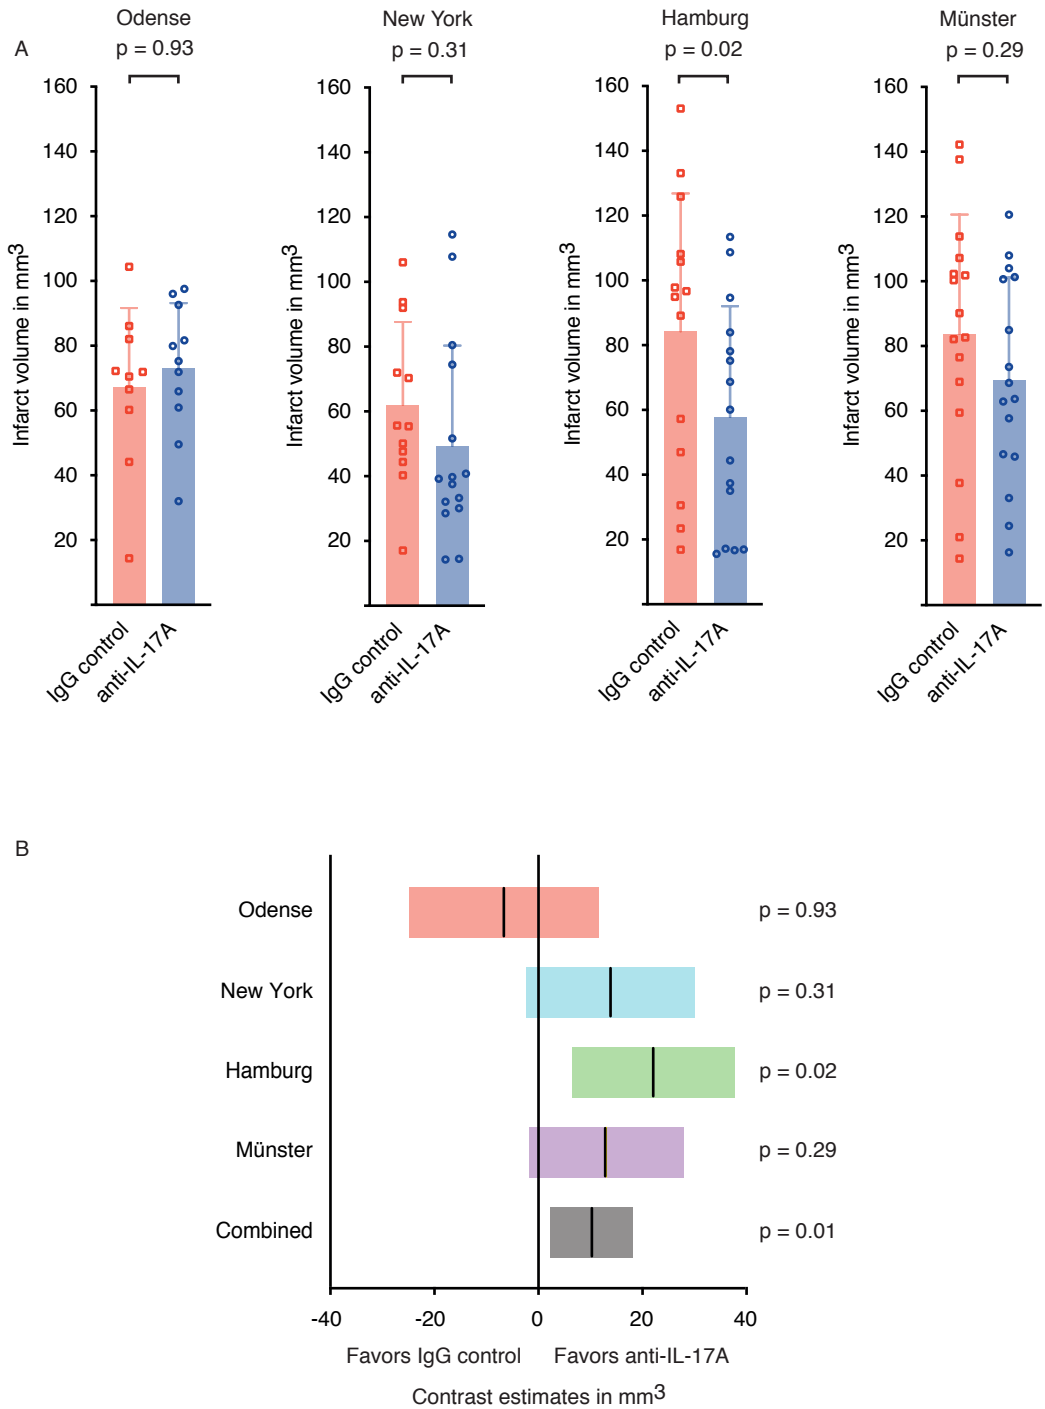 Odense
New York
Hamburg
Münster
A
p = 0.93
p = 0.31
p = 0.02
p = 0.29
160
140
120
100
80
60
40
20
Infarct volume in mm3
IgG control
anti-IL-17A
160
140
120
100
80
60
40
20
Infarct volume in mm3
IgG control
anti-IL-17A
160
140
120
100
80
60
40
20
Infarct volume in mm3
IgG control
anti-IL-17A
160
140
120
100
80
60
40
20
Infarct volume in mm3
IgG control
anti-IL-17A
B
Odense p = 0.93
New York p = 0.31
Hamburg p = 0.02
Münster p = 0.29
Combined p = 0.01
-40 -20 0 20 40
Favors IgG control Favors anti-IL-17A
Contrast estimates in mm3